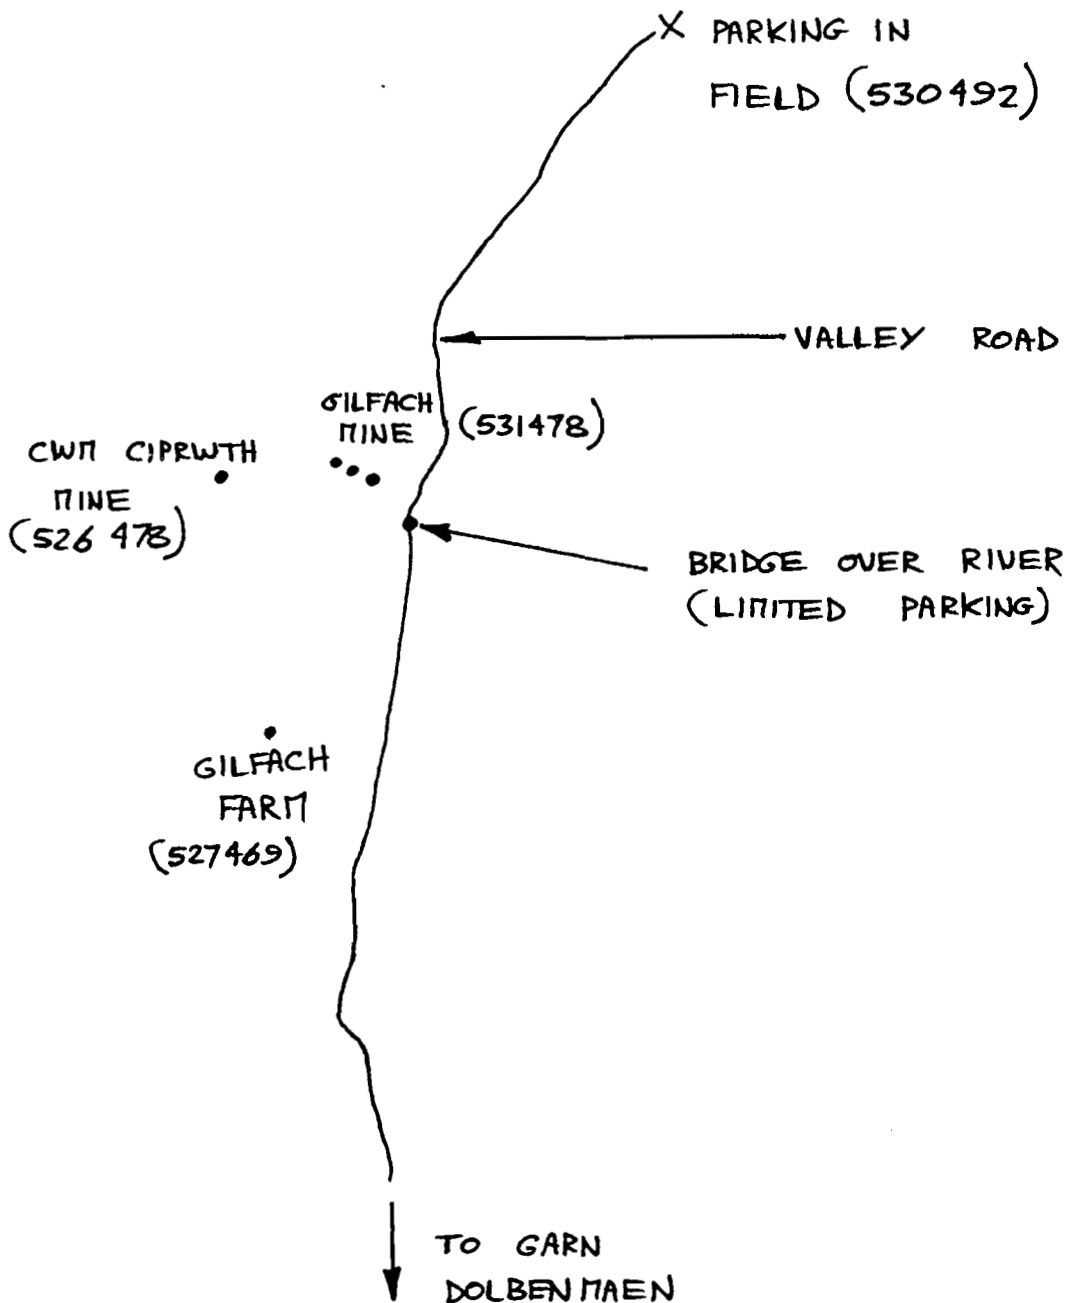 X PARKING IN
FIELD (530492)
VALLEY ROAD
GILFACH
MINE
(531478)
CWM CIPRWTH
MINE
(526 478)
BRIDGE OVER RIVER
(LIMITED PARKING)
GILFACH
FARM
(527469)
TO GARN
DOLBENMAEN